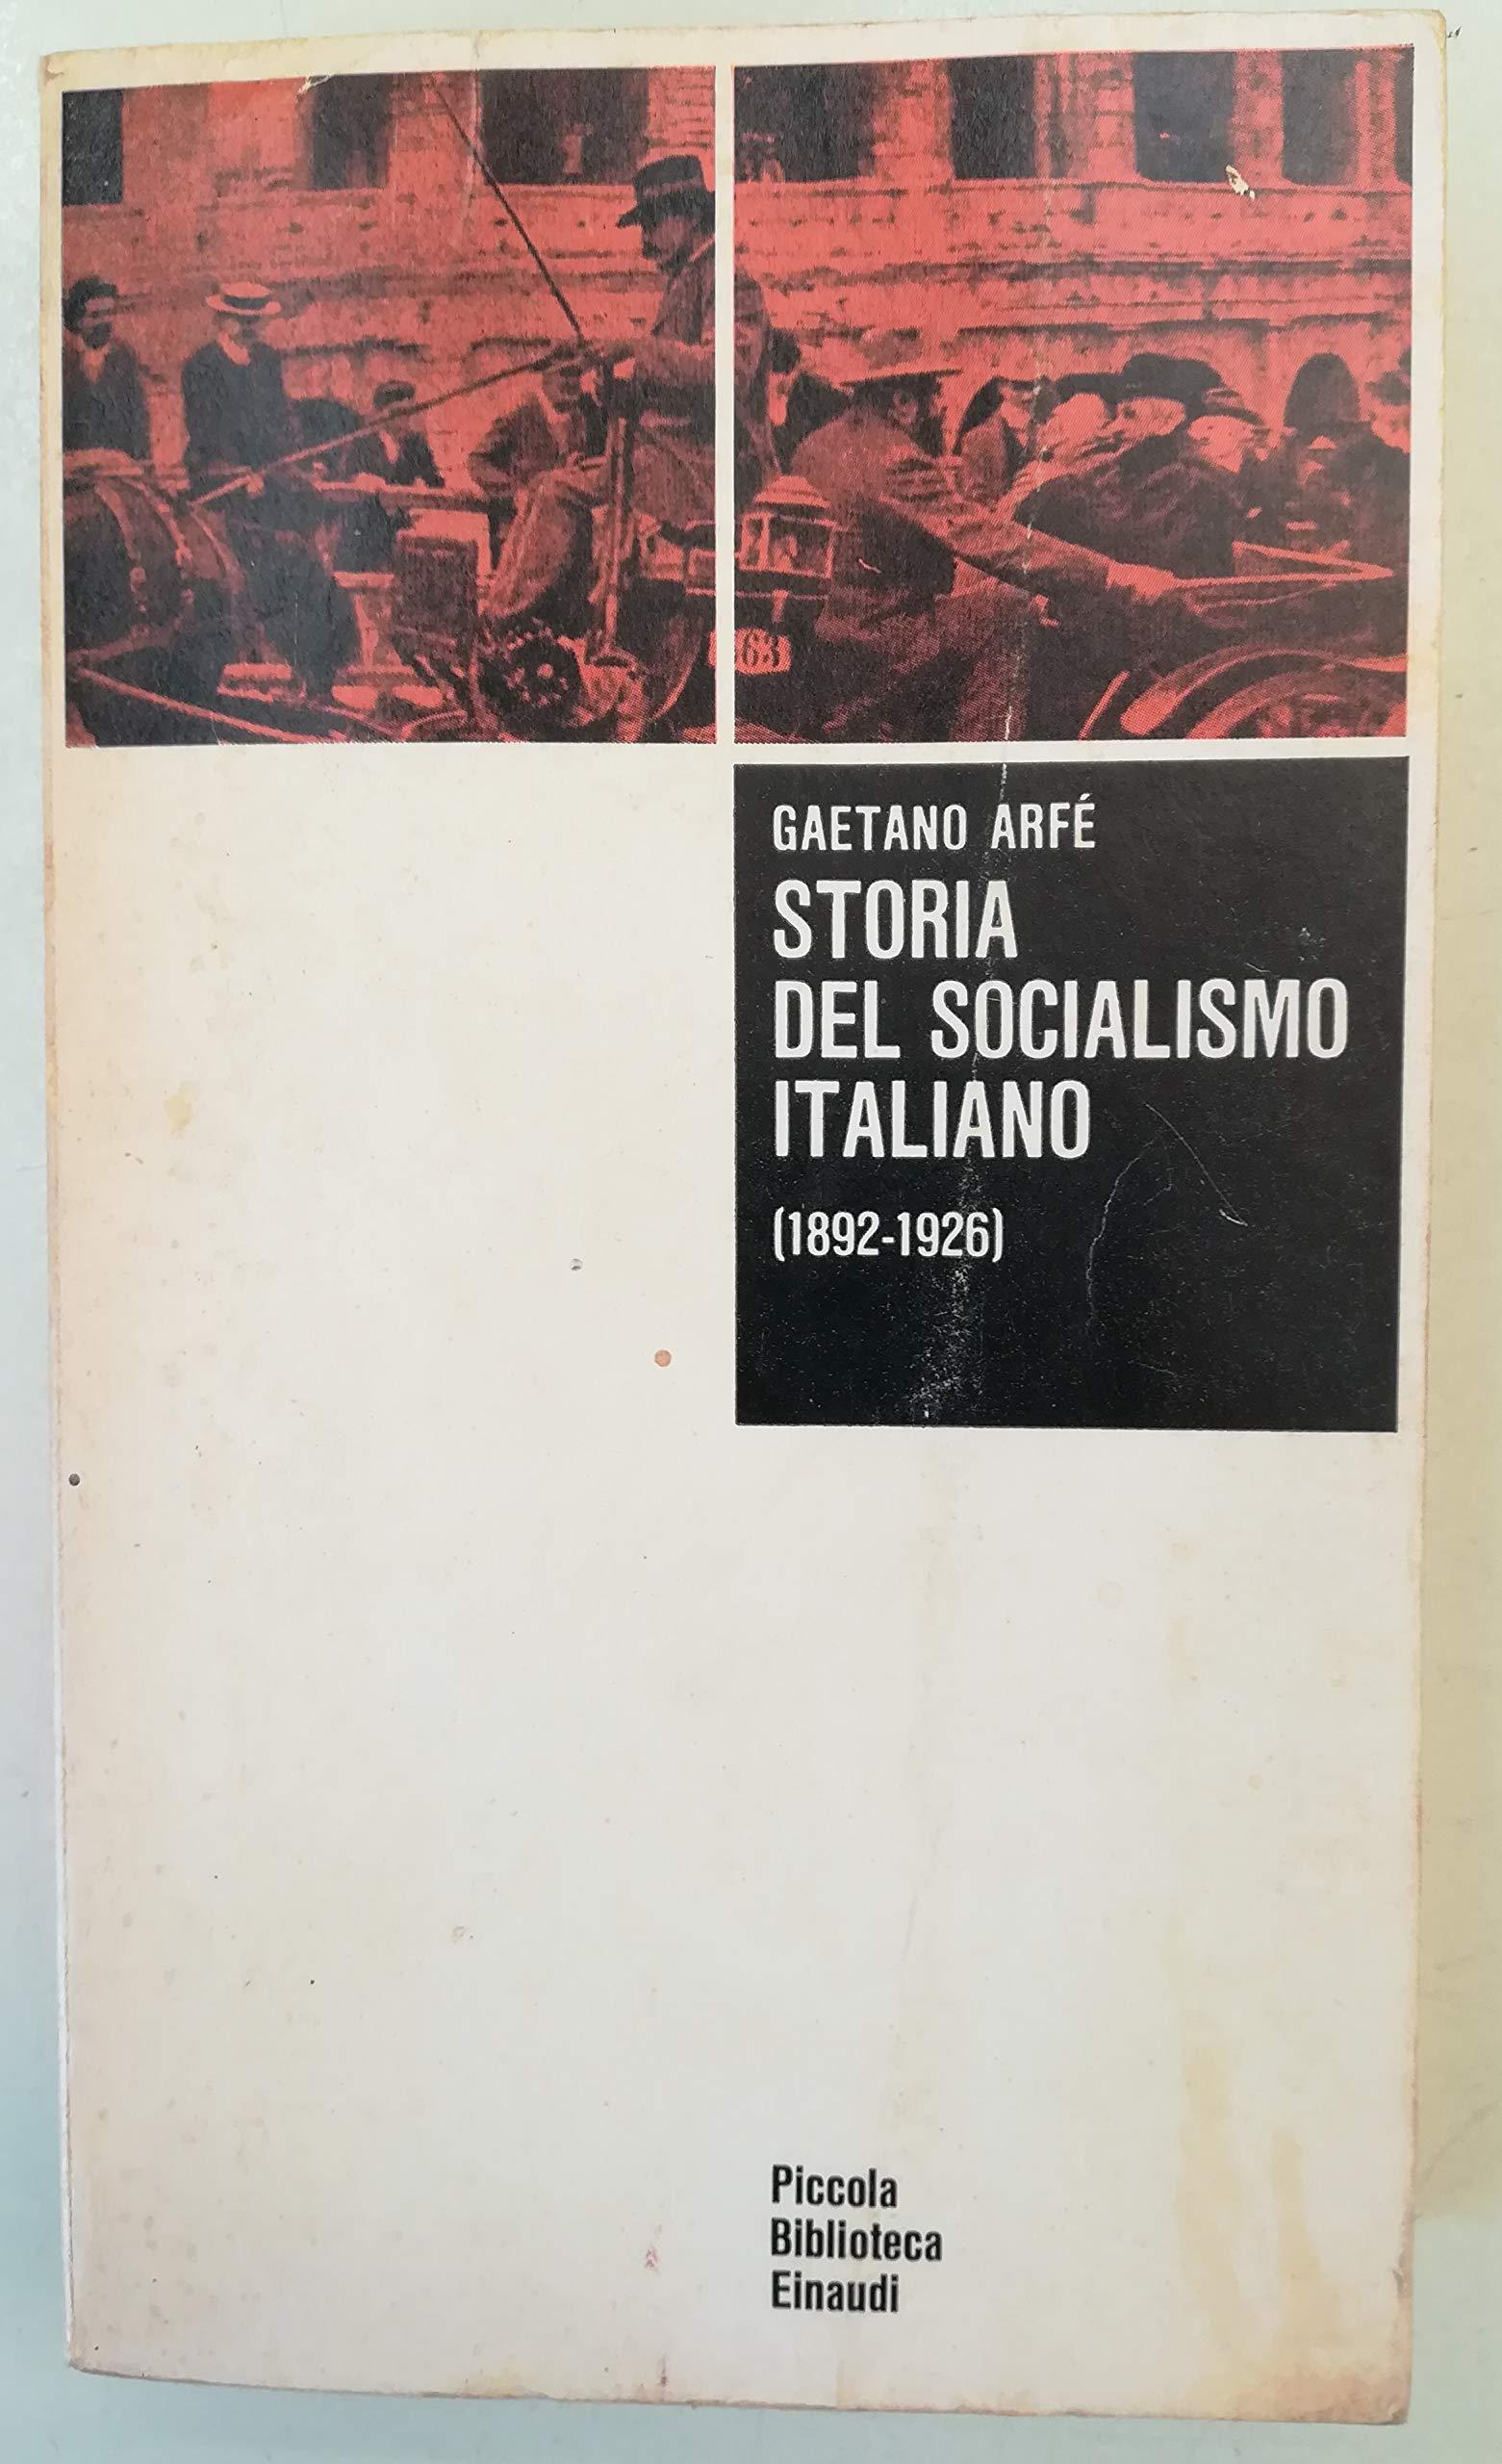 GAETANO ARFÉ
STORIA
DEL SOCIALISMO
ITALIANO
(1892-1926)
Piccola
Biblioteca
Einaudi